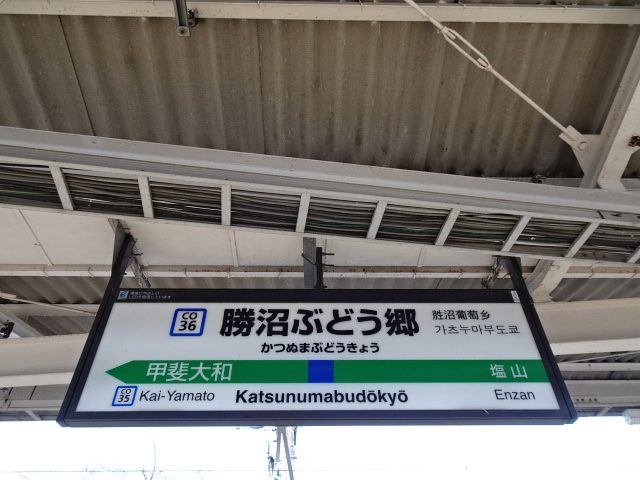 CO
36
勝沼ぶどう郷
かつぬまぶどうきょう
胜沼葡萄乡
가츠누마부도쿄
甲斐大和
塩山
CO
35
Kai-Yamato
Katsunumabudōkyō
Enzan